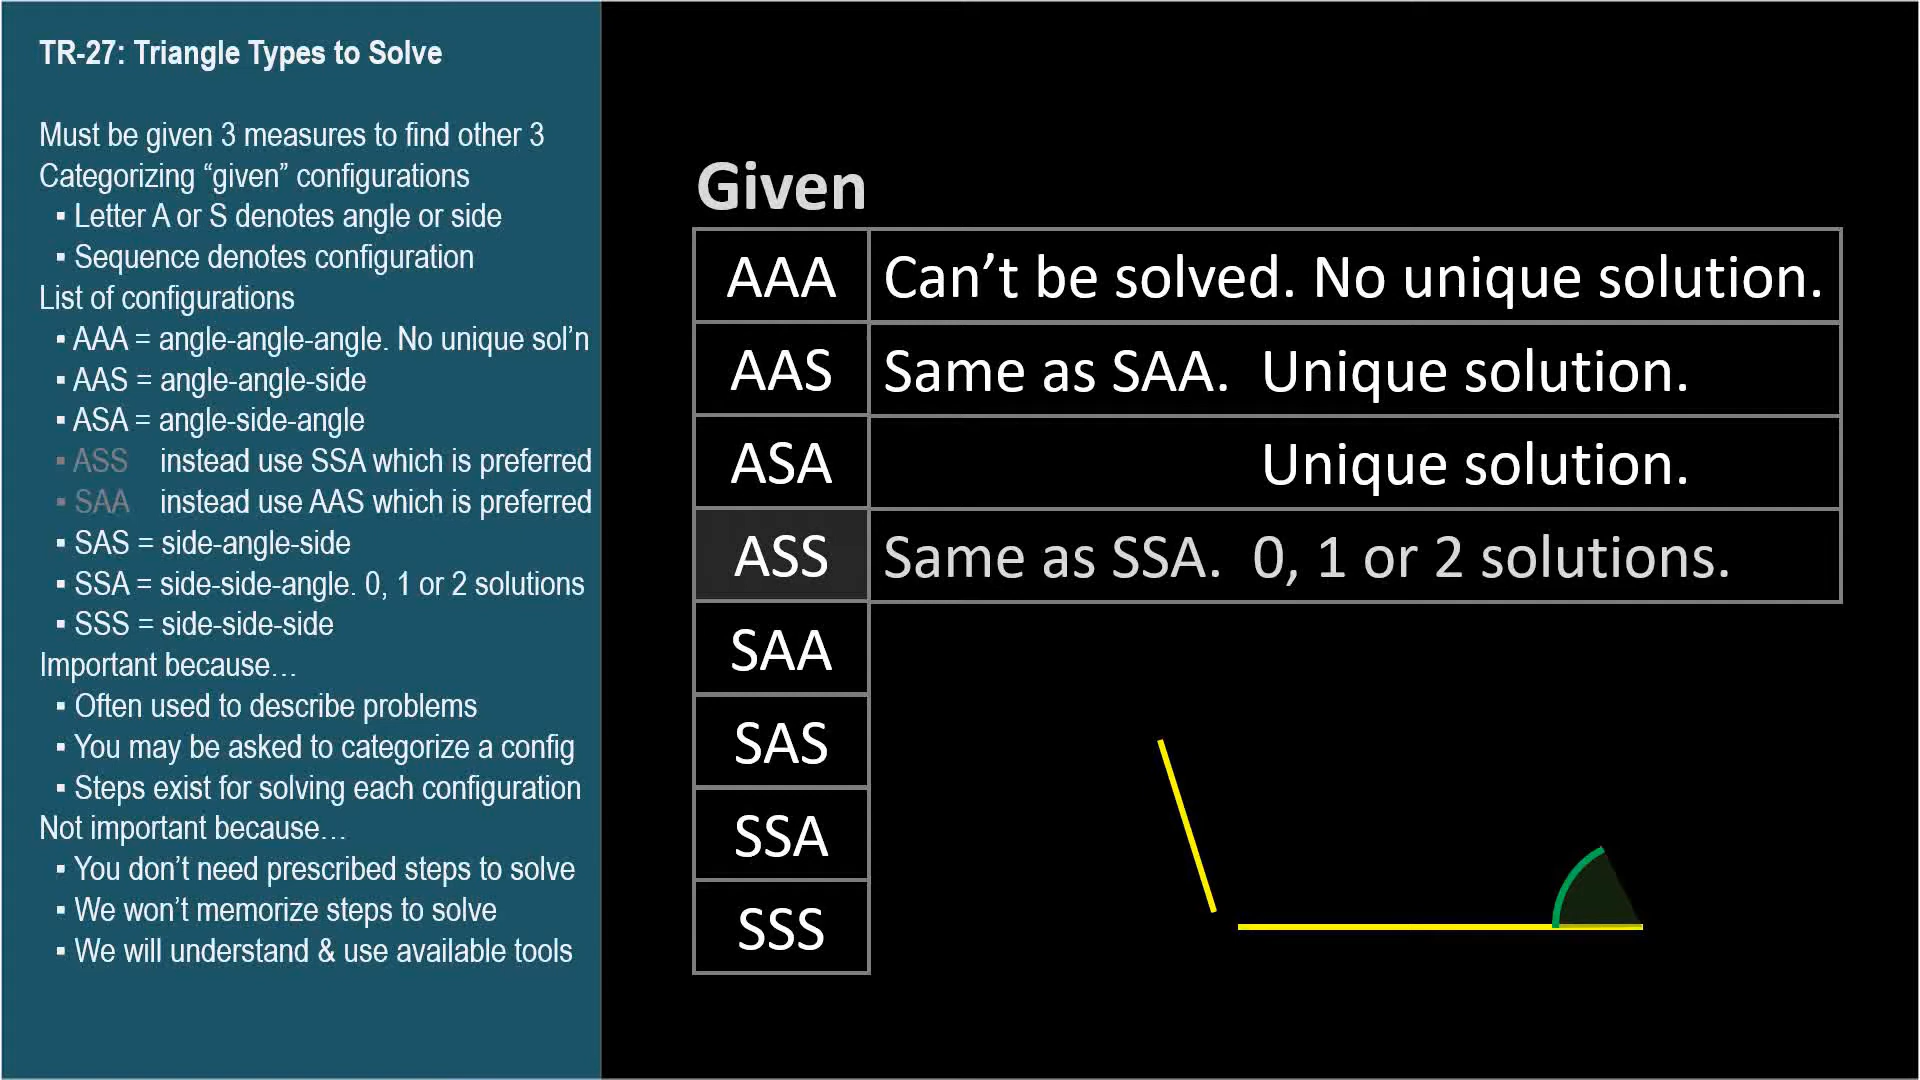 TR-27: Triangle Types to Solve
Must be given 3 measures to find other 3
Categorizing “given” configurations
▪ Letter A or S denotes angle or side
▪ Sequence denotes configuration
List of configurations
▪ AAA = angle-angle-angle. No unique sol’n
▪ AAS = angle-angle-side
▪ ASA = angle-side-angle
▪ ASS instead use SSA which is preferred
▪ SAA instead use AAS which is preferred
▪ SAS = side-angle-side
▪ SSA = side-side-angle. 0, 1 or 2 solutions
▪ SSS = side-side-side
Important because…
▪ Often used to describe problems
▪ You may be asked to categorize a config
▪ Steps exist for solving each configuration
Not important because…
▪ You don’t need prescribed steps to solve
▪ We won’t memorize steps to solve
▪ We will understand & use available tools
Given
AAA Can’t be solved. No unique solution.
AAS Same as SAA. Unique solution.
ASA Unique solution.
ASS Same as SSA. 0, 1 or 2 solutions.
SAA
SAS
SSA
SSS